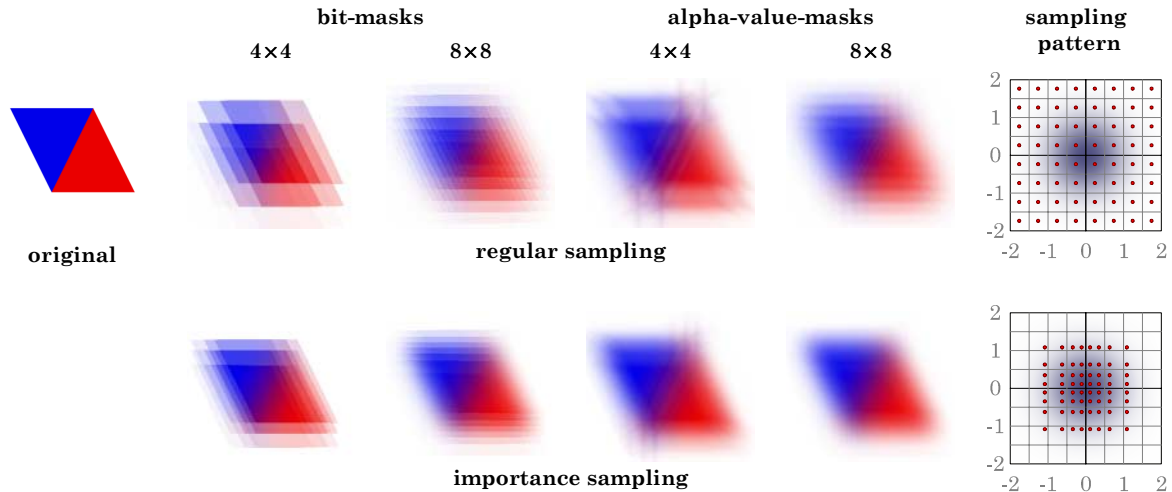 bit-masks alpha-value-masks sampling
4×4 8×8 4×4 8×8 pattern
2
1
0
-1
-2
-2 -1 0 1 2
original
regular sampling
2
1
0
-1
-2
-2 -1 0 1 2
importance sampling